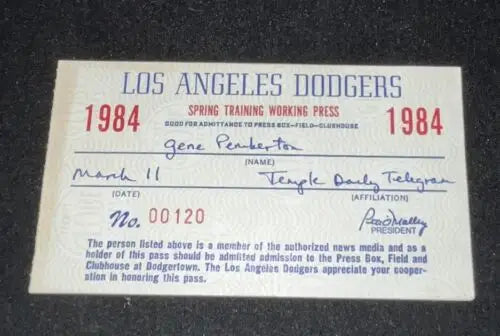 LOS ANGELES DODGERS
1984 SPRING TRAINING WORKING PRESS 1984
GOOD FOR ADMITTANCE TO PRESS BOX-FIELD-CLUBHOUSE
Gene Pemberton
(NAME)
March 11 Temple Daily Telegram
(DATE) (AFFILIATION)
No. 00120 Peter O'Malley
PRESIDENT
The person listed above is a member of the authorized news media and as a
holder of this pass should be admitted admission to the Press Box, Field and
Clubhouse at Dodgertown. The Los Angeles Dodgers appreciate your cooper-
ation in honoring this pass.